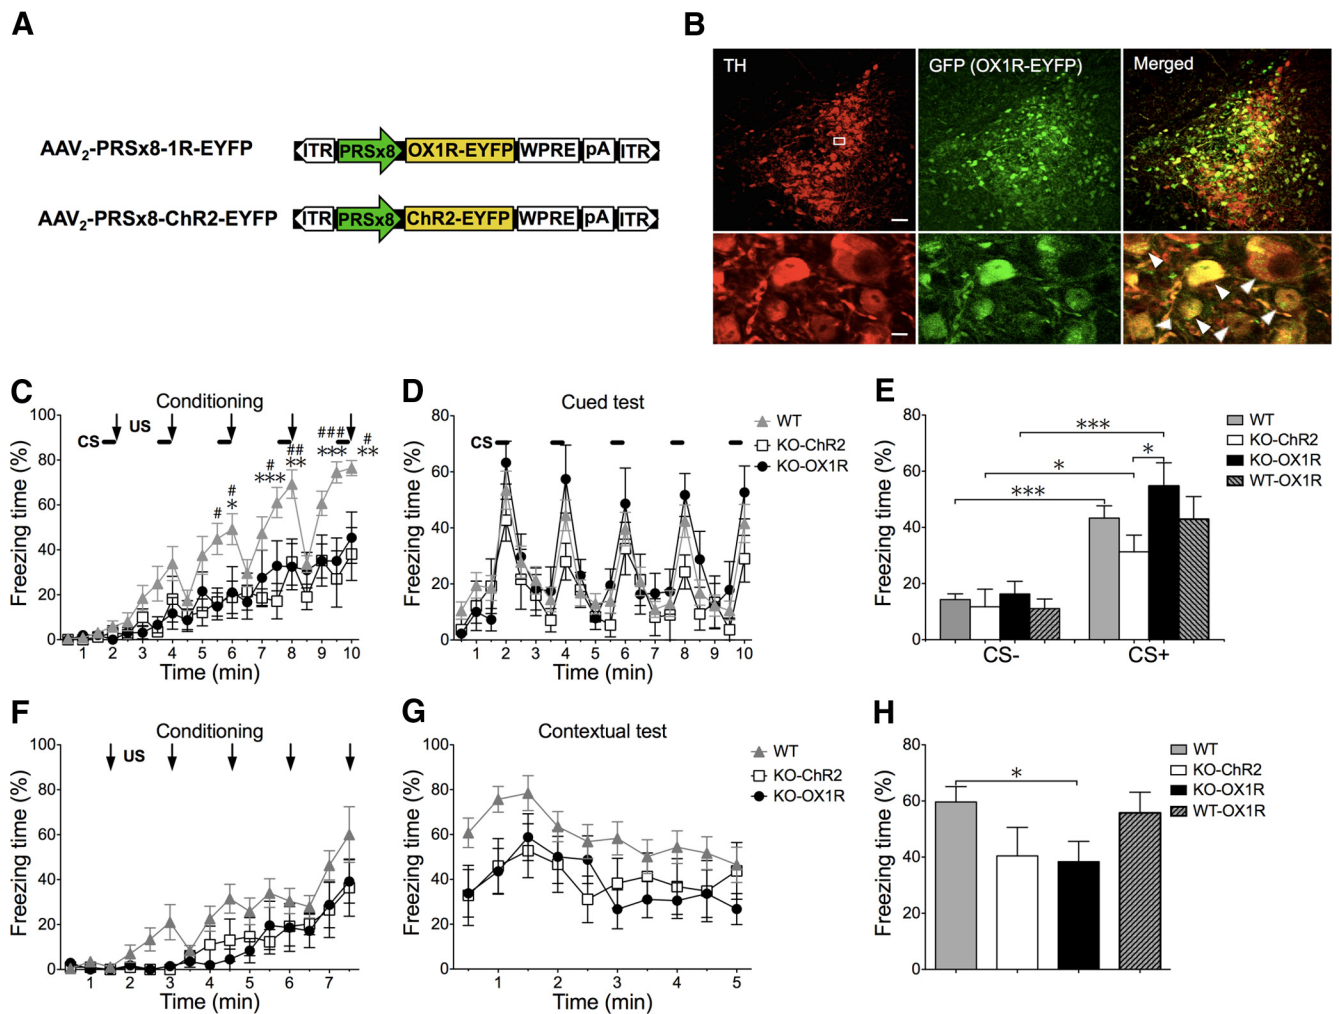 A
AAV2-PRSx8-1R-EYFP
ITR PRSx8 OX1R-EYFP WPRE pA ITR
AAV2-PRSx8-ChR2-EYFP
ITR PRSx8 ChR2-EYFP WPRE pA ITR
B
TH
GFP (OX1R-EYFP)
Merged
C
Conditioning
CS
US
# # * # *** ## ** ### *** # **
Freezing time (%)
100
80
60
40
20
0
1 2 3 4 5 6 7 8 9 10
Time (min)
D
Cued test
CS
WT
KO-ChR2
KO-OX1R
Freezing time (%)
80
60
40
20
0
1 2 3 4 5 6 7 8 9 10
Time (min)
E
WT
KO-ChR2
KO-OX1R
WT-OX1R
***
*
*
***
Freezing time (%)
80
60
40
20
0
CS- CS+
F
Conditioning
US
Freezing time (%)
100
80
60
40
20
0
1 2 3 4 5 6 7
Time (min)
G
Contextual test
WT
KO-ChR2
KO-OX1R
Freezing time (%)
100
80
60
40
20
0
1 2 3 4 5
Time (min)
H
WT
KO-ChR2
KO-OX1R
WT-OX1R
*
Freezing time (%)
80
60
40
20
0